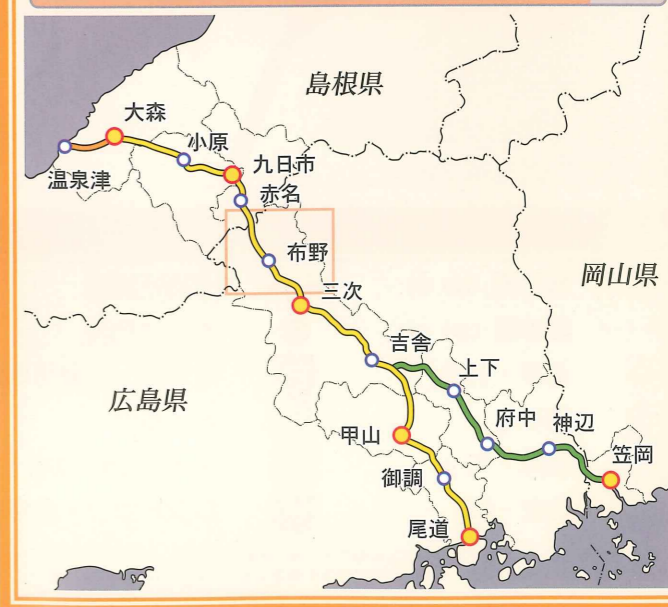 島根県
大森
小原
九日市
温泉津
赤名
布野
岡山県
三次
吉舎
上下
広島県
府中
神辺
甲山
笠岡
御調
尾道